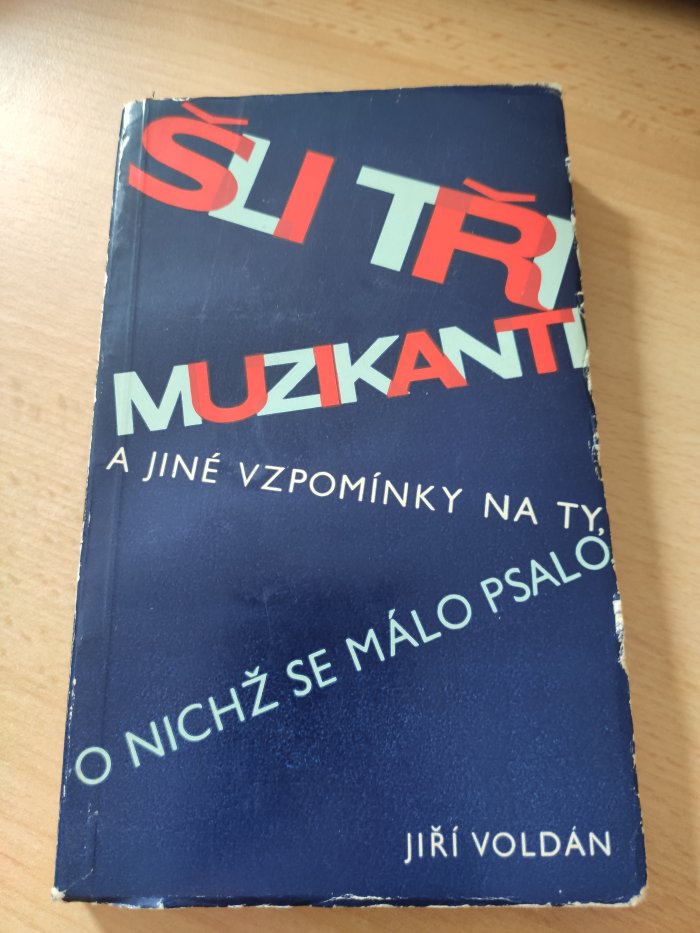 ŠLI TŘI
MUZIKANTI
A JINÉ VZPOMÍNKY NA TY,
O NICHŽ SE MÁLO PSALO
JIŘÍ VOLDÁN